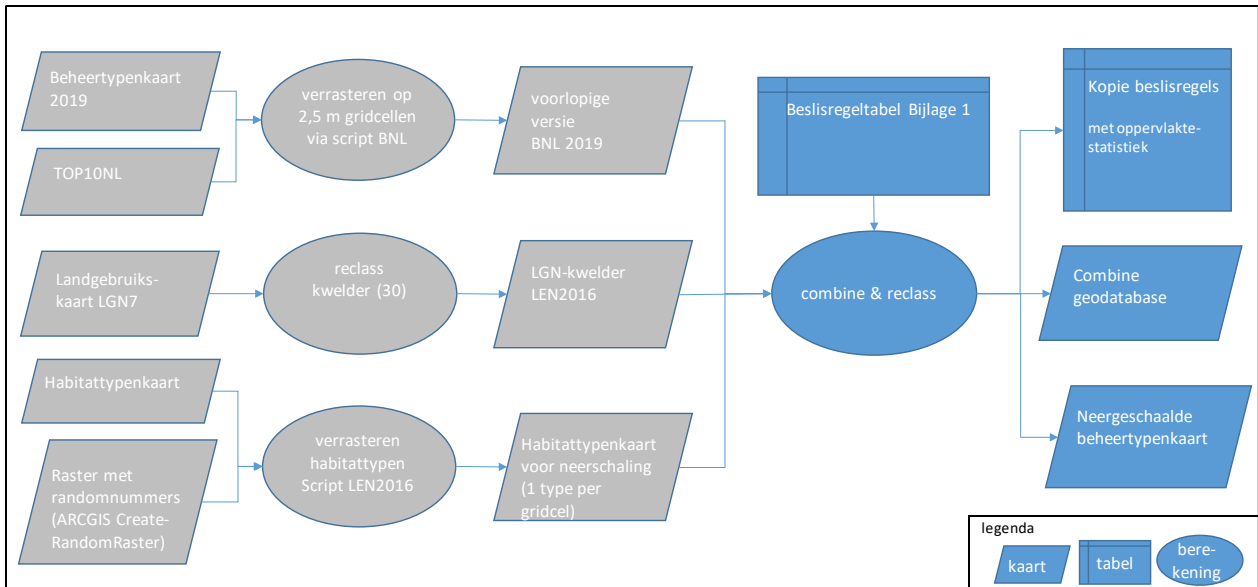 Beheertypenkaart
2019
TOP10NL
verrasteren op
2,5 m gridcellen
via script BNL
voorlopige
versie
BNL 2019
Landgebruiks-
kaart LGN7
reclass
kwelder (30)
LGN-kwelder
LEN2016
Habitattypenkaart
Raster met
randomnummers
(ARCGIS Create-
RandomRaster)
verrasteren
habitattypen
Script LEN2016
Habitattypenkaart
voor neerschaling
(1 type per
gridcel)
Beslisregeltabel Bijlage 1
combine & reclass
Kopie beslisregels
met oppervlakte-
statistiek
Combine
geodatabase
Neergeschaalde
beheertypenkaart
legenda
kaart
tabel
bere-
kening